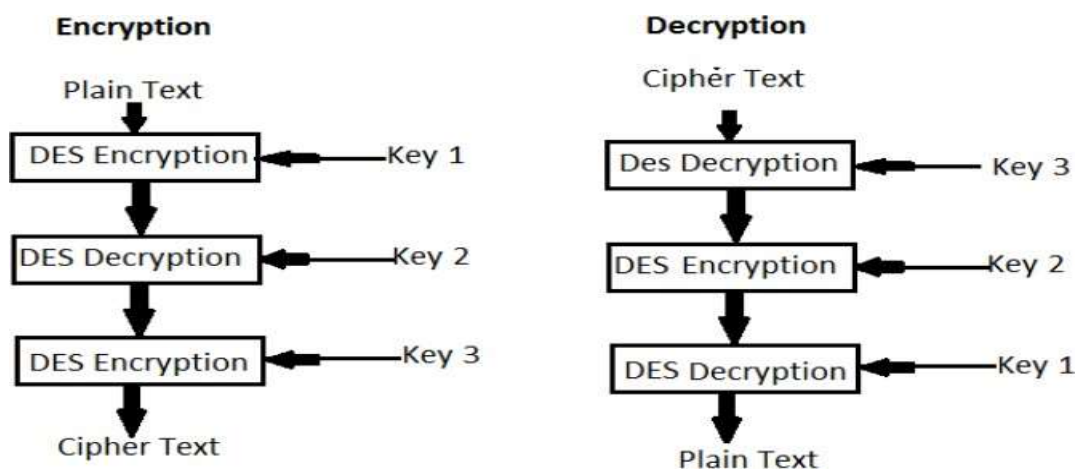 Encryption
Plain Text
DES Encryption
Key 1
DES Decryption
Key 2
DES Encryption
Key 3
Cipher Text
Decryption
Cipher Text
Des Decryption
Key 3
DES Encryption
Key 2
DES Decryption
Key 1
Plain Text